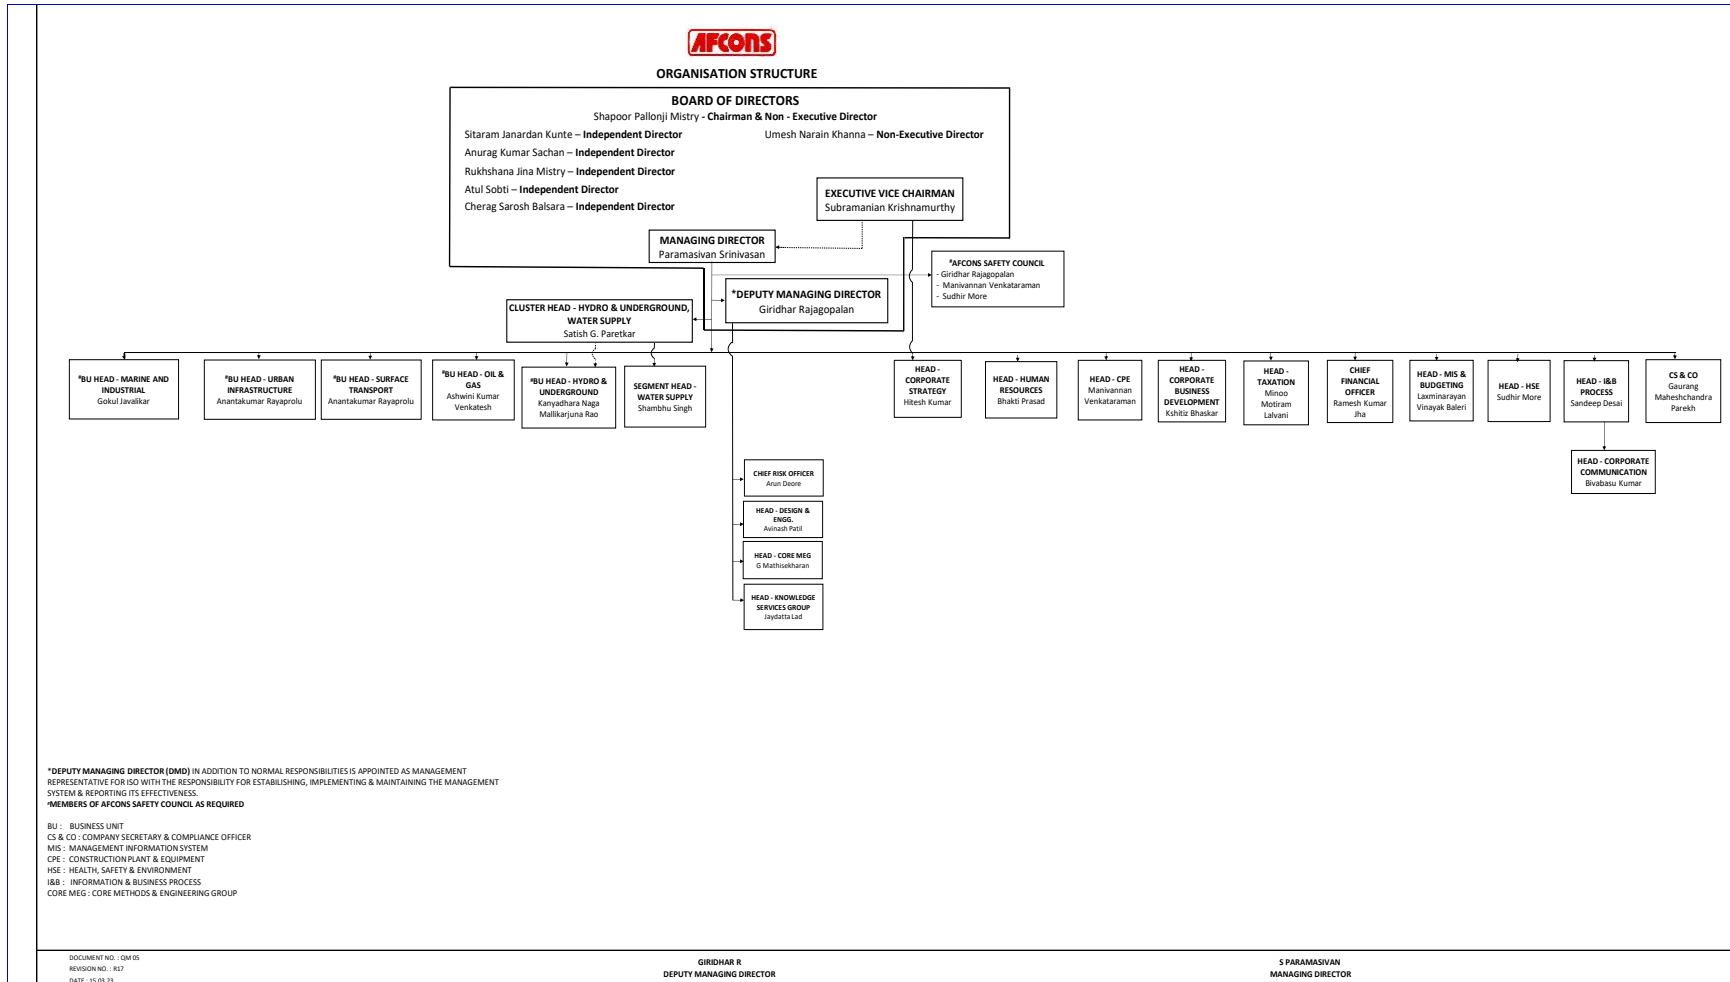 AFCONS
ORGANISATION STRUCTURE
BOARD OF DIRECTORS
Shapoor Pallonji Mistry - Chairman & Non - Executive Director
Sitaram Janardan Kunte – Independent Director
Umesh Narain Khanna – Non-Executive Director
Anurag Kumar Sachan – Independent Director
Rukhshana Jina Mistry – Independent Director
Atul Sobti – Independent Director
Cherag Sarosh Balsara – Independent Director
EXECUTIVE VICE CHAIRMAN
Subramanian Krishnamurthy
MANAGING DIRECTOR
Paramasivan Srinivasan
#AFCONS SAFETY COUNCIL
- Giridhar Rajagopalan
- Manivannan Venkataraman
- Sudhir More
*DEPUTY MANAGING DIRECTOR
Giridhar Rajagopalan
CLUSTER HEAD - HYDRO & UNDERGROUND,
WATER SUPPLY
Satish G. Paretkar
#BU HEAD - MARINE AND
INDUSTRIAL
Gokul Javalikar
#BU HEAD - URBAN
INFRASTRUCTURE
Anantakumar Rayaprolu
#BU HEAD - SURFACE
TRANSPORT
Anantakumar Rayaprolu
#BU HEAD - OIL &
GAS
Ashwini Kumar
Venkatesh
#BU HEAD - HYDRO &
UNDERGROUND
Kanyadhara Naga
Mallikarjuna Rao
SEGMENT HEAD -
WATER SUPPLY
Shambhu Singh
HEAD -
CORPORATE
STRATEGY
Hitesh Kumar
HEAD - HUMAN
RESOURCES
Bhakti Prasad
HEAD - CPE
Manivannan
Venkataraman
HEAD -
CORPORATE
BUSINESS
DEVELOPMENT
Kshitiz Bhaskar
HEAD -
TAXATION
Minoo
Motiram
Lalvani
CHIEF
FINANCIAL
OFFICER
Ramesh Kumar
Jha
HEAD - MIS &
BUDGETING
Laxminarayan
Vinayak Baleri
HEAD - HSE
Sudhir More
HEAD - I&B
PROCESS
Sandeep Desai
CS & CO
Gaurang
Maheshchandra
Parekh
HEAD - CORPORATE
COMMUNICATION
Bivabasu Kumar
CHIEF RISK OFFICER
Arun Deore
HEAD - DESIGN &
ENGG.
Avinash Patil
HEAD - CORE MEG
G Mathisekharan
HEAD - KNOWLEDGE
SERVICES GROUP
Jaydatta Lad
*DEPUTY MANAGING DIRECTOR (DMD) IN ADDITION TO NORMAL RESPONSIBILITIES IS APPOINTED AS MANAGEMENT
REPRESENTATIVE FOR ISO WITH THE RESPONSIBILITY FOR ESTABILISHING, IMPLEMENTING & MAINTAINING THE MANAGEMENT
SYSTEM & REPORTING ITS EFFECTIVENESS.
#MEMBERS OF AFCONS SAFETY COUNCIL AS REQUIRED
BU : BUSINESS UNIT
CS & CO : COMPANY SECRETARY & COMPLIANCE OFFICER
MIS : MANAGEMENT INFORMATION SYSTEM
CPE : CONSTRUCTION PLANT & EQUIPMENT
HSE : HEALTH, SAFETY & ENVIRONMENT
I&B : INFORMATION & BUSINESS PROCESS
CORE MEG : CORE METHODS & ENGINEERING GROUP
DOCUMENT NO. : QM 05
REVISION NO. : R17
DATE : 15.03.23
GIRIDHAR R
DEPUTY MANAGING DIRECTOR
S PARAMASIVAN
MANAGING DIRECTOR